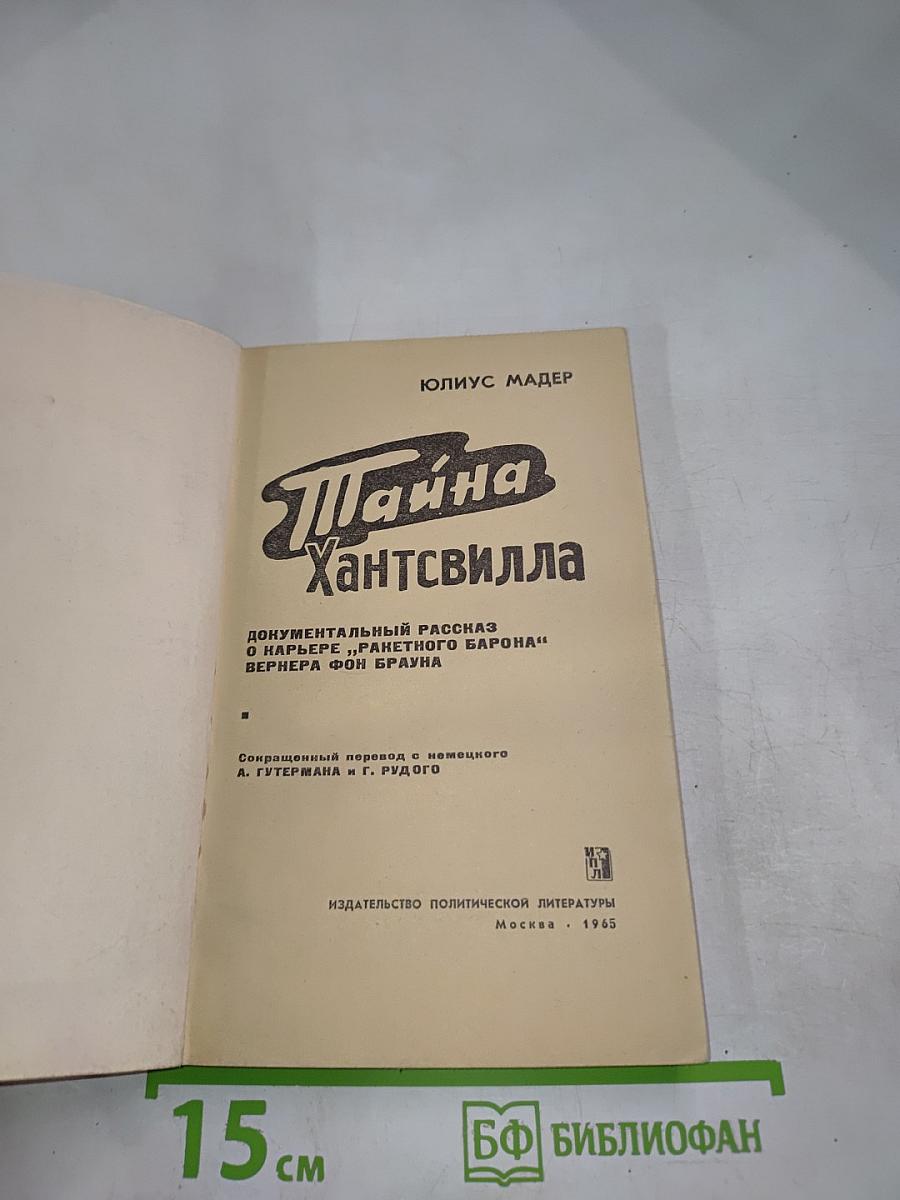 ЮЛИУС МАДЕР
Тайна
Хантсвилла
ДОКУМЕНТАЛЬНЫЙ РАССКАЗ
О КАРЬЕРЕ „РАКЕТНОГО БАРОНА“
ВЕРНЕРА ФОН БРАУНА
Сокращенный перевод с немецкого
А. ГУТЕРМАНА и Г. РУДОГО
И
П
Л
ИЗДАТЕЛЬСТВО ПОЛИТИЧЕСКОЙ ЛИТЕРАТУРЫ
Москва • 1965
15 см
БФ БИБЛИОФАН